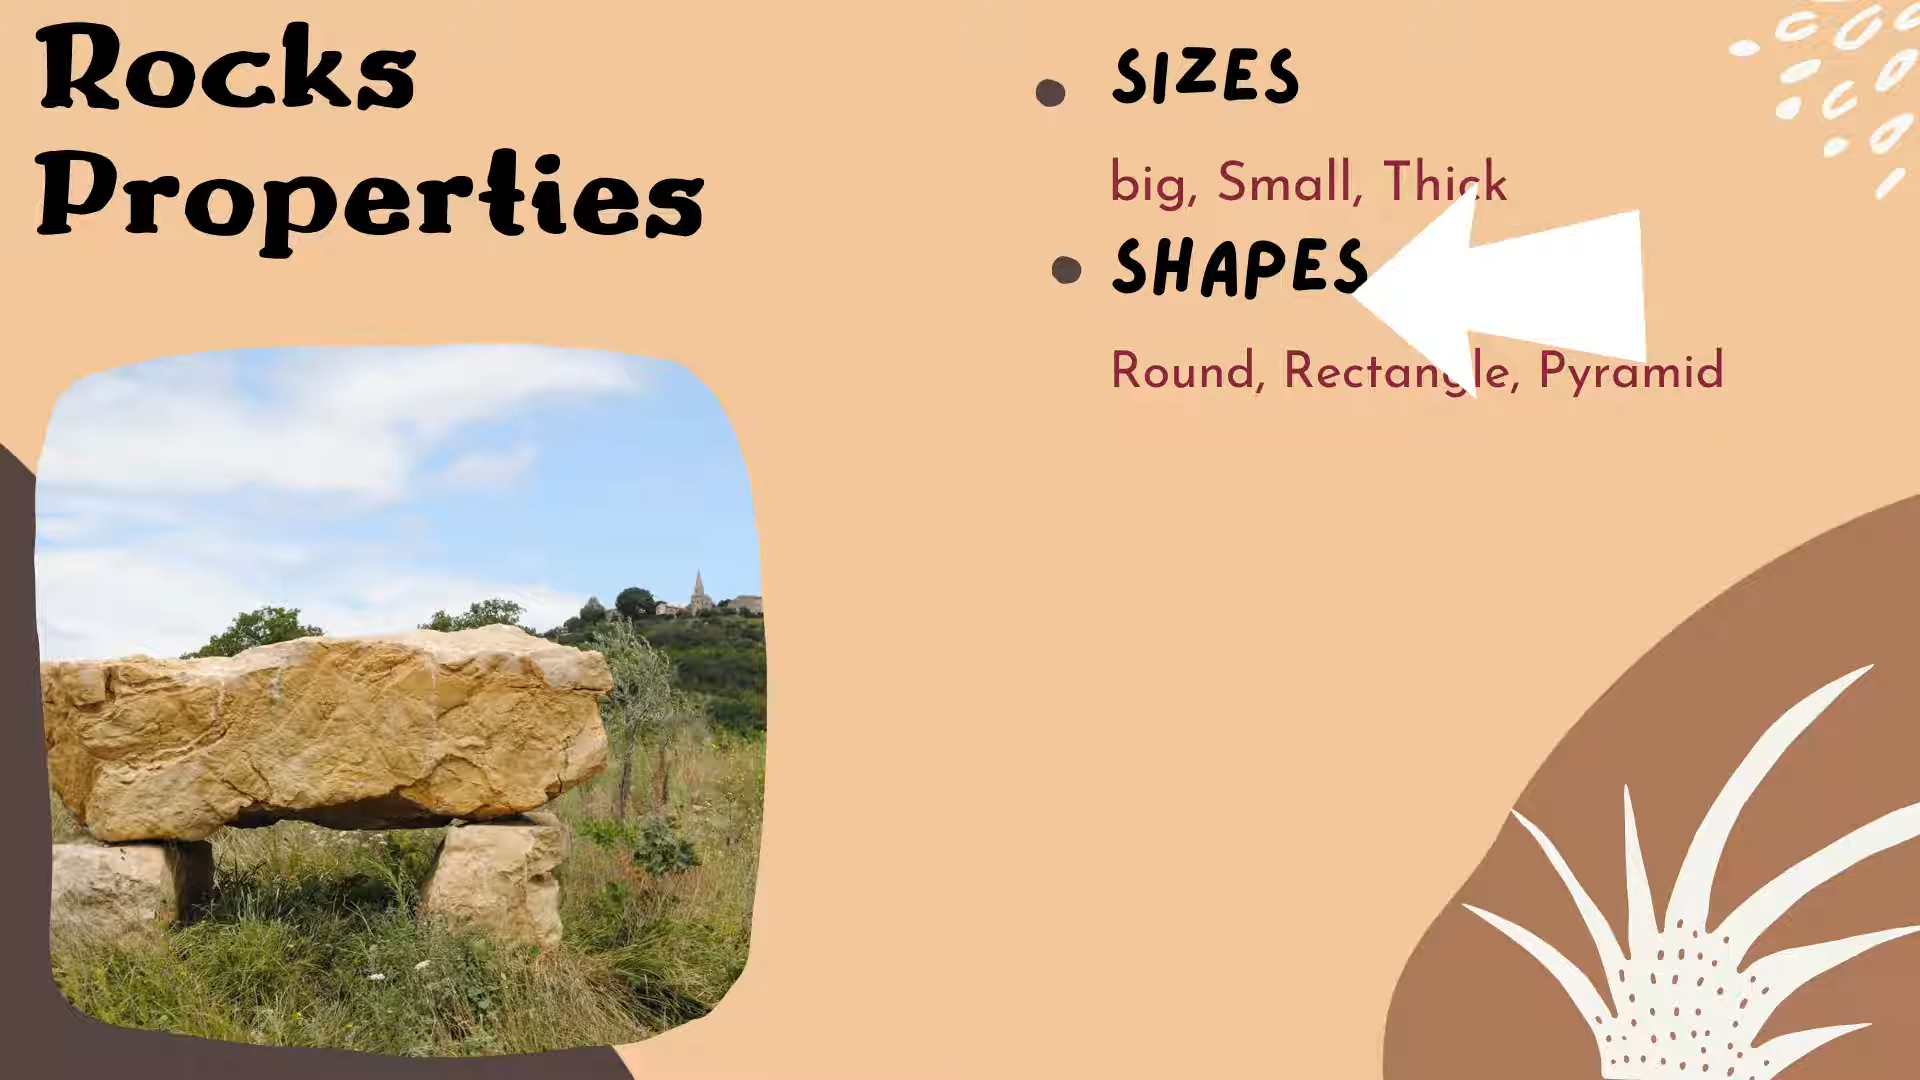 Rocks
Properties
SIZES
big, Small, Thick
SHAPES
Round, Rectangle, Pyramid